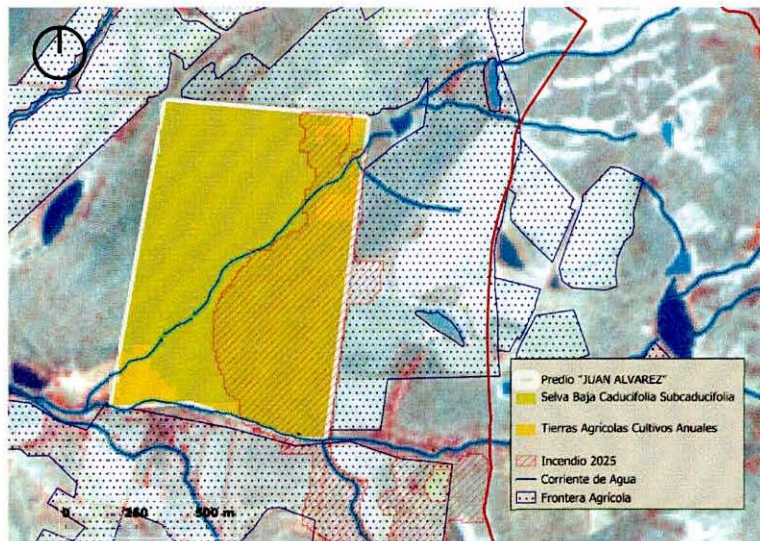 Predio "JUAN ALVAREZ"
Selva Baja Caducifolia Subcaducifolia
Tierras Agrícolas Cultivos Anuales
Incendio 2025
Corriente de Agua
Frontera Agrícola
0 250 500 m